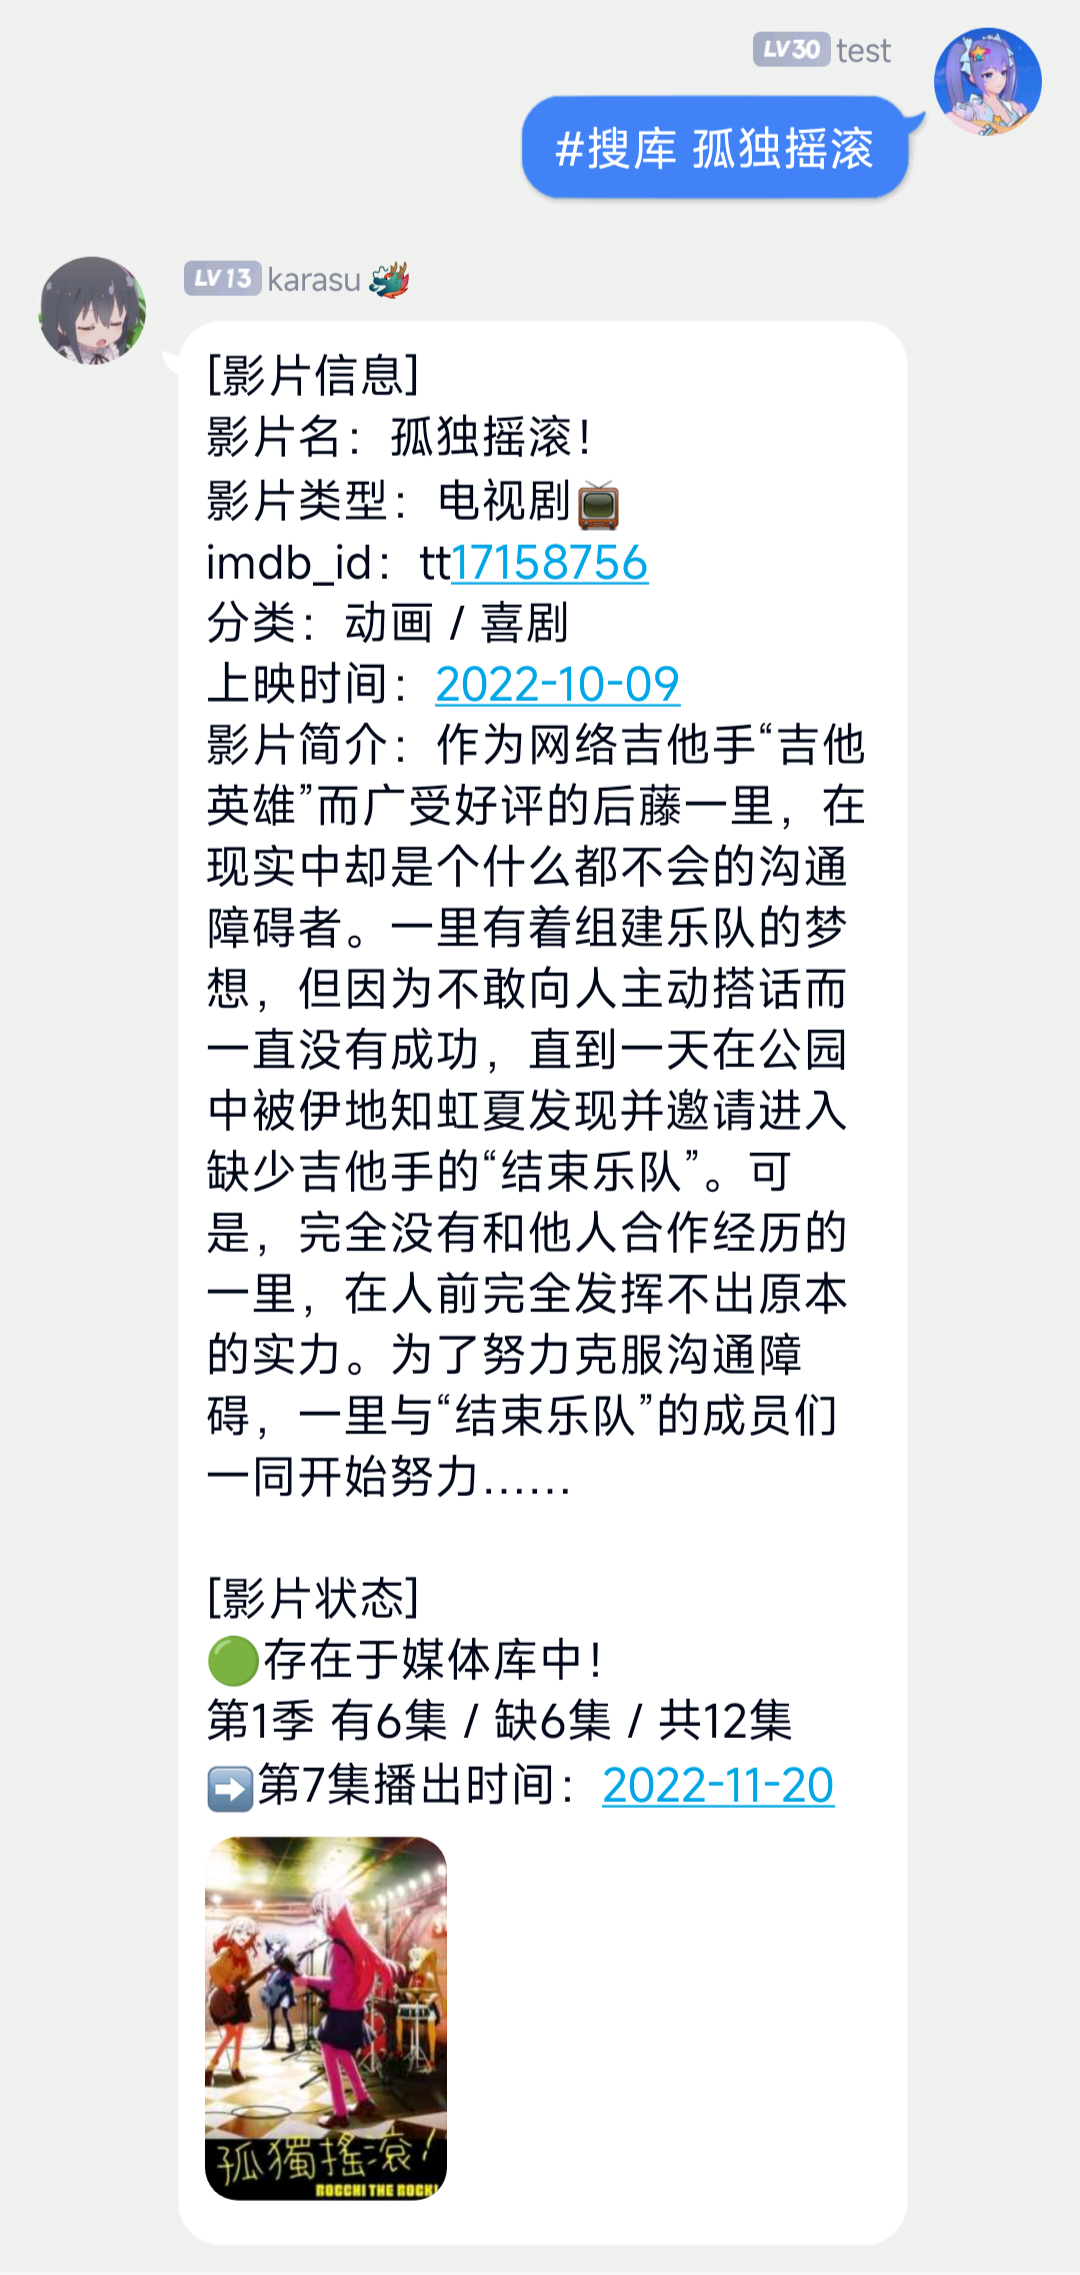 LV30 test
#搜库 孤独摇滚
LV13 karasu🐲
[影片信息]
影片名：孤独摇滚！
影片类型：电视剧📺
imdb_id：tt17158756
分类：动画 / 喜剧
上映时间：2022-10-09
影片简介：作为网络吉他手“吉他
英雄”而广受好评的后藤一里，在
现实中却是个什么都不会的沟通
障碍者。一里有着组建乐队的梦
想，但因为不敢向人主动搭话而
一直没有成功，直到一天在公园
中被伊地知虹夏发现并邀请进入
缺少吉他手的“结束乐队”。可
是，完全没有和他人合作经历的
一里，在人前完全发挥不出原本
的实力。为了努力克服沟通障
碍，一里与“结束乐队”的成员们
一同开始努力……
[影片状态]
🟢存在于媒体库中！
第1季 有6集 / 缺6集 / 共12集
➡️第7集播出时间：2022-11-20
孤獨搖滾！
BOCCHI THE ROCK!